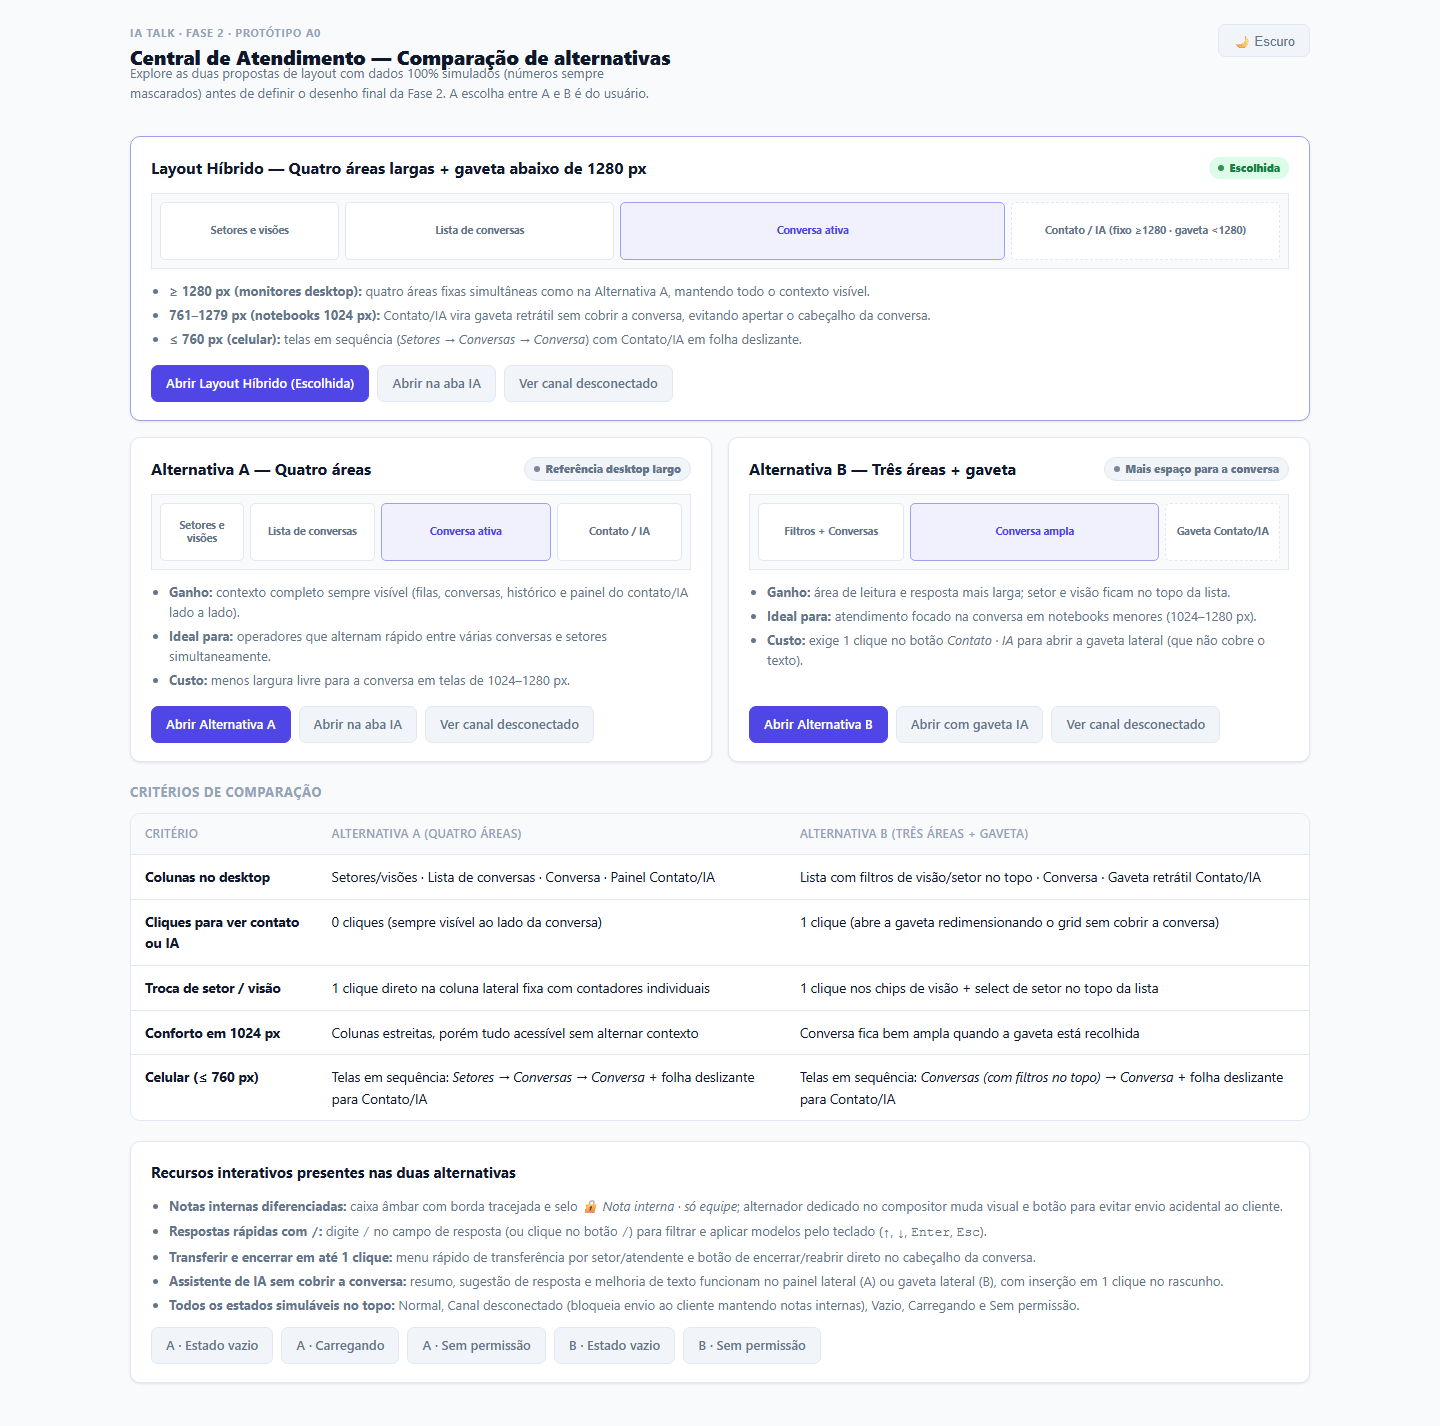 IA TALK · FASE 2 · PROTÓTIPO A0
🌙 Escuro
Central de Atendimento — Comparação de alternativas
Explore as duas propostas de layout com dados 100% simulados (números sempre
mascarados) antes de definir o desenho final da Fase 2. A escolha entre A e B é do usuário.
Layout Híbrido — Quatro áreas largas + gaveta abaixo de 1280 px
Escolhida
Setores e visões
Lista de conversas
Conversa ativa
Contato / IA (fixo ≥1280 · gaveta <1280)
• ≥ 1280 px (monitores desktop): quatro áreas fixas simultâneas como na Alternativa A, mantendo todo o contexto visível.
• 761–1279 px (notebooks 1024 px): Contato/IA vira gaveta retrátil sem cobrir a conversa, evitando apertar o cabeçalho da conversa.
• ≤ 760 px (celular): telas em sequência (Setores → Conversas → Conversa) com Contato/IA em folha deslizante.
Abrir Layout Híbrido (Escolhida)
Abrir na aba IA
Ver canal desconectado
Alternativa A — Quatro áreas
Referência desktop largo
Setores e
visões
Lista de conversas
Conversa ativa
Contato / IA
• Ganho: contexto completo sempre visível (filas, conversas, histórico e painel do contato/IA
lado a lado).
• Ideal para: operadores que alternam rápido entre várias conversas e setores
simultaneamente.
• Custo: menos largura livre para a conversa em telas de 1024–1280 px.
Abrir Alternativa A
Abrir na aba IA
Ver canal desconectado
Alternativa B — Três áreas + gaveta
Mais espaço para a conversa
Filtros + Conversas
Conversa ampla
Gaveta Contato/IA
• Ganho: área de leitura e resposta mais larga; setor e visão ficam no topo da lista.
• Ideal para: atendimento focado na conversa em notebooks menores (1024–1280 px).
• Custo: exige 1 clique no botão Contato · IA para abrir a gaveta lateral (que não cobre o
texto).
Abrir Alternativa B
Abrir com gaveta IA
Ver canal desconectado
CRITÉRIOS DE COMPARAÇÃO
CRITÉRIO
ALTERNATIVA A (QUATRO ÁREAS)
ALTERNATIVA B (TRÊS ÁREAS + GAVETA)
Colunas no desktop
Setores/visões · Lista de conversas · Conversa · Painel Contato/IA
Lista com filtros de visão/setor no topo · Conversa · Gaveta retrátil Contato/IA
Cliques para ver contato
ou IA
0 cliques (sempre visível ao lado da conversa)
1 clique (abre a gaveta redimensionando o grid sem cobrir a conversa)
Troca de setor / visão
1 clique direto na coluna lateral fixa com contadores individuais
1 clique nos chips de visão + select de setor no topo da lista
Conforto em 1024 px
Colunas estreitas, porém tudo acessível sem alternar contexto
Conversa fica bem ampla quando a gaveta está recolhida
Celular (≤ 760 px)
Telas em sequência: Setores → Conversas → Conversa + folha deslizante
para Contato/IA
Telas em sequência: Conversas (com filtros no topo) → Conversa + folha deslizante
para Contato/IA
Recursos interativos presentes nas duas alternativas
• Notas internas diferenciadas: caixa âmbar com borda tracejada e selo 🔒 Nota interna · só equipe; alternador dedicado no compositor muda visual e botão para evitar envio acidental ao cliente.
• Respostas rápidas com /: digite / no campo de resposta (ou clique no botão /) para filtrar e aplicar modelos pelo teclado (↑, ↓, Enter, Esc).
• Transferir e encerrar em até 1 clique: menu rápido de transferência por setor/atendente e botão de encerrar/reabrir direto no cabeçalho da conversa.
• Assistente de IA sem cobrir a conversa: resumo, sugestão de resposta e melhoria de texto funcionam no painel lateral (A) ou gaveta lateral (B), com inserção em 1 clique no rascunho.
• Todos os estados simuláveis no topo: Normal, Canal desconectado (bloqueia envio ao cliente mantendo notas internas), Vazio, Carregando e Sem permissão.
A · Estado vazio
A · Carregando
A · Sem permissão
B · Estado vazio
B · Sem permissão